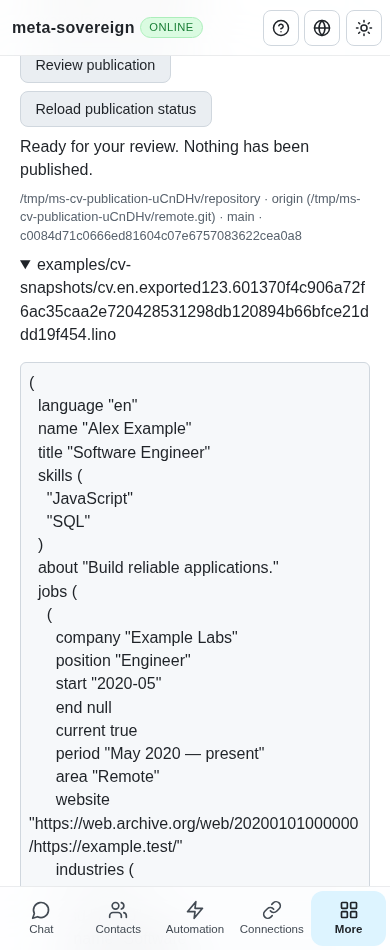 meta-sovereign ONLINE
Review publication
Reload publication status
Ready for your review. Nothing has been
published.
/tmp/ms-cv-publication-uCnDHv/repository · origin (/tmp/ms-
cv-publication-uCnDHv/remote.git) · main ·
c0084d71c0666ed81604c07e6757083622cea0a8
▼ examples/cv-
snapshots/cv.en.exported123.601370f4c906a72f
6ac35caa2e720428531298db120894b66bfce21d
dd19f454.lino
(
language "en"
name "Alex Example"
title "Software Engineer"
skills (
"JavaScript"
"SQL"
)
about "Build reliable applications."
jobs (
(
company "Example Labs"
position "Engineer"
start "2020-05"
end null
current true
period "May 2020 — present"
area "Remote"
website
"https://web.archive.org/web/20200101000000
/https://example.test/"
industries (
Chat Contacts Automation Connections More